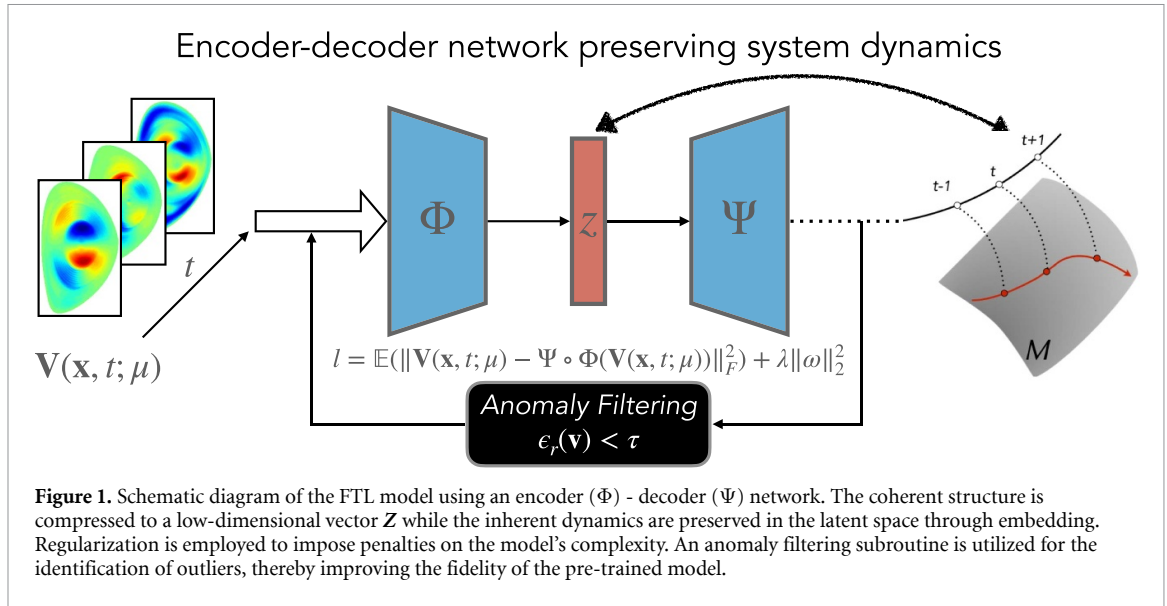 Encoder-decoder network preserving system dynamics
t+1
t
t-1
Φ
z
Ψ
t
M
V(x, t; μ)
l = 𝔼(‖V(x, t; μ) − Ψ ∘ Φ(V(x, t; μ))‖²_F) + λ‖ω‖²₂
Anomaly Filtering
ϵ_r(v) < τ
Figure 1. Schematic diagram of the FTL model using an encoder (Φ) - decoder (Ψ) network. The coherent structure is
compressed to a low-dimensional vector Z while the inherent dynamics are preserved in the latent space through embedding.
Regularization is employed to impose penalties on the model's complexity. An anomaly filtering subroutine is utilized for the
identification of outliers, thereby improving the fidelity of the pre-trained model.